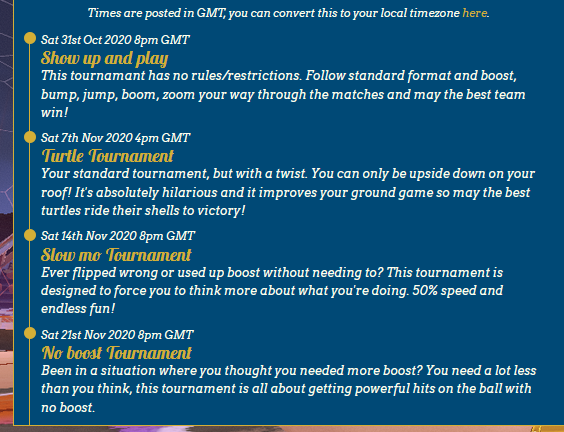 Times are posted in GMT, you can convert this to your local timezone here.
Sat 31st Oct 2020 8pm GMT
Show up and play
This tournamant has no rules/restrictions. Follow standard format and boost,
bump, jump, boom, zoom your way through the matches and may the best team
win!
Sat 7th Nov 2020 4pm GMT
Turtle Tournament
Your standard tournament, but with a twist. You can only be upside down on your
roof! It's absolutely hilarious and it improves your ground game so may the best
turtles ride their shells to victory!
Sat 14th Nov 2020 8pm GMT
Slow mo Tournament
Ever flipped wrong or used up boost without needing to? This tournament is
designed to force you to think more about what you're doing. 50% speed and
endless fun!
Sat 21st Nov 2020 8pm GMT
No boost Tournament
Been in a situation where you thought you needed more boost? You need a lot less
than you think, this tournament is all about getting powerful hits on the ball with
no boost.